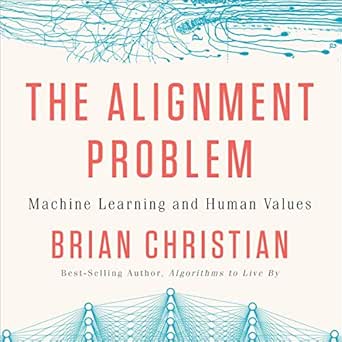 THE ALIGNMENT
PROBLEM
Machine Learning and Human Values
BRIAN CHRISTIAN
Best-Selling Author, Algorithms to Live By